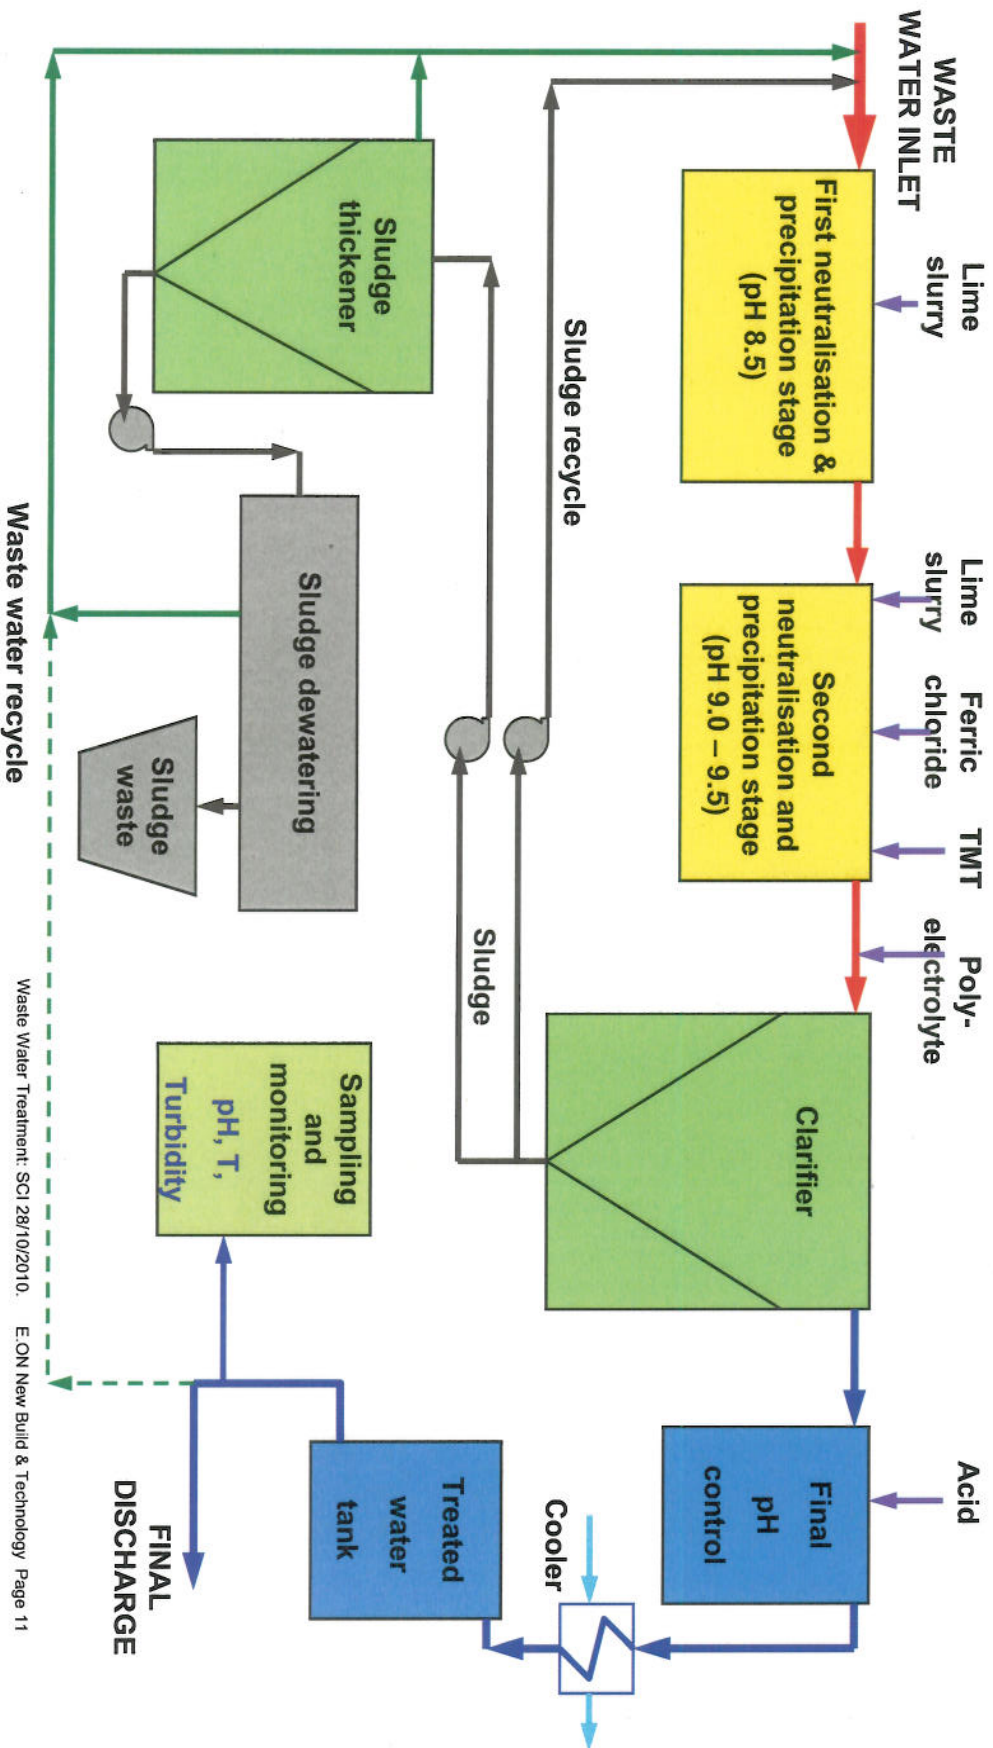 WASTE
WATER INLET
Lime
slurry
Lime
slurry
Ferric
chloride
TMT
Poly-
electrolyte
Acid
First neutralisation &
precipitation stage
(pH 8.5)
Second
neutralisation and
precipitation stage
(pH 9.0 – 9.5)
Clarifier
Final
pH
control
Sludge recycle
Sludge
Cooler
Sludge
thickener
Sludge dewatering
Sludge
waste
Sampling
and
monitoring
pH, T,
Turbidity
Treated
water
tank
FINAL
DISCHARGE
Waste water recycle
Waste Water Treatment: SCI 28/10/2010. E.ON New Build & Technology Page 11